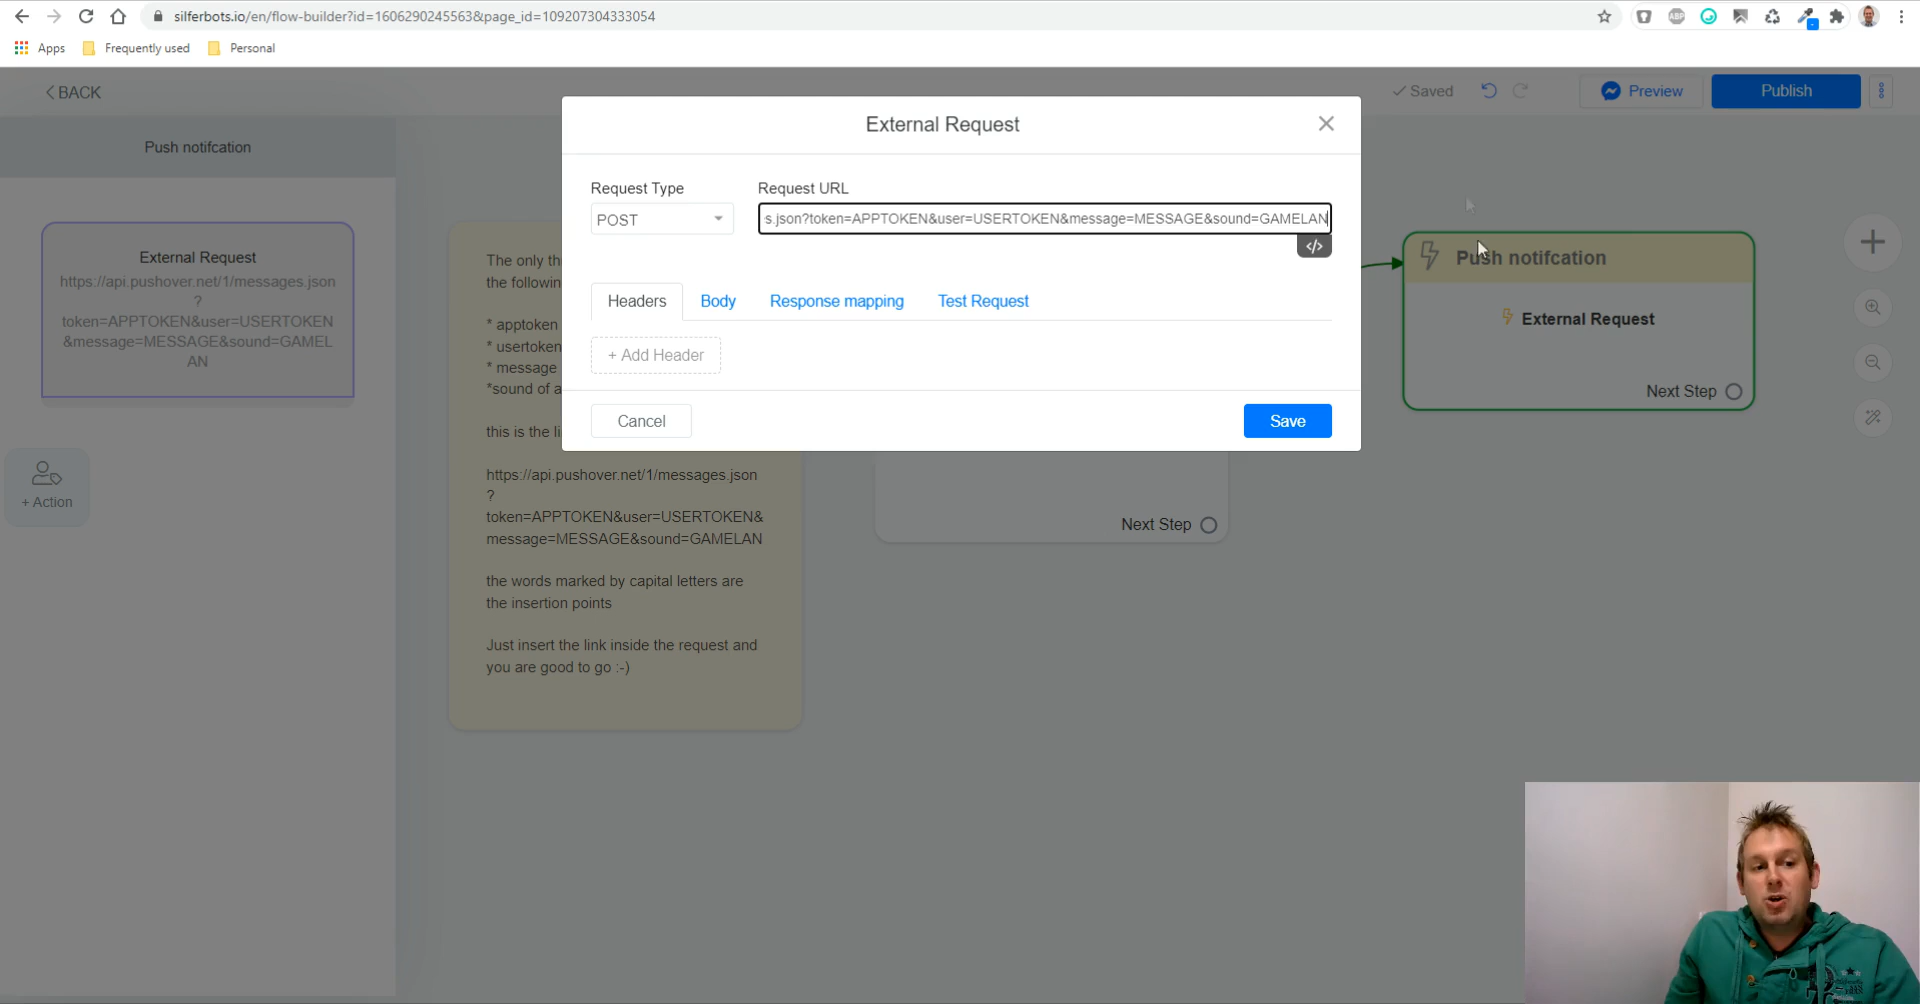 silferbots.io/en/flow-builder?id=1606290245563&page_id=109207304333054
ABP
Apps
Frequently used
Personal
BACK
Saved
Preview
Publish
Push notifcation
External Request
https://api.pushover.net/1/messages.json
?
token=APPTOKEN&user=USERTOKEN
&message=MESSAGE&sound=GAMEL
AN
+ Action
The only th
the followin
* apptoken
* usertoken
* message
*sound of a
this is the li
https://api.pushover.net/1/messages.json
?
token=APPTOKEN&user=USERTOKEN&
message=MESSAGE&sound=GAMELAN
the words marked by capital letters are
the insertion points
Just insert the link inside the request and
you are good to go :-)
External Request
Request Type
Request URL
POST
s.json?token=APPTOKEN&user=USERTOKEN&message=MESSAGE&sound=GAMELAN
</>
Headers
Body
Response mapping
Test Request
+ Add Header
Cancel
Save
Next Step
Push notifcation
External Request
Next Step